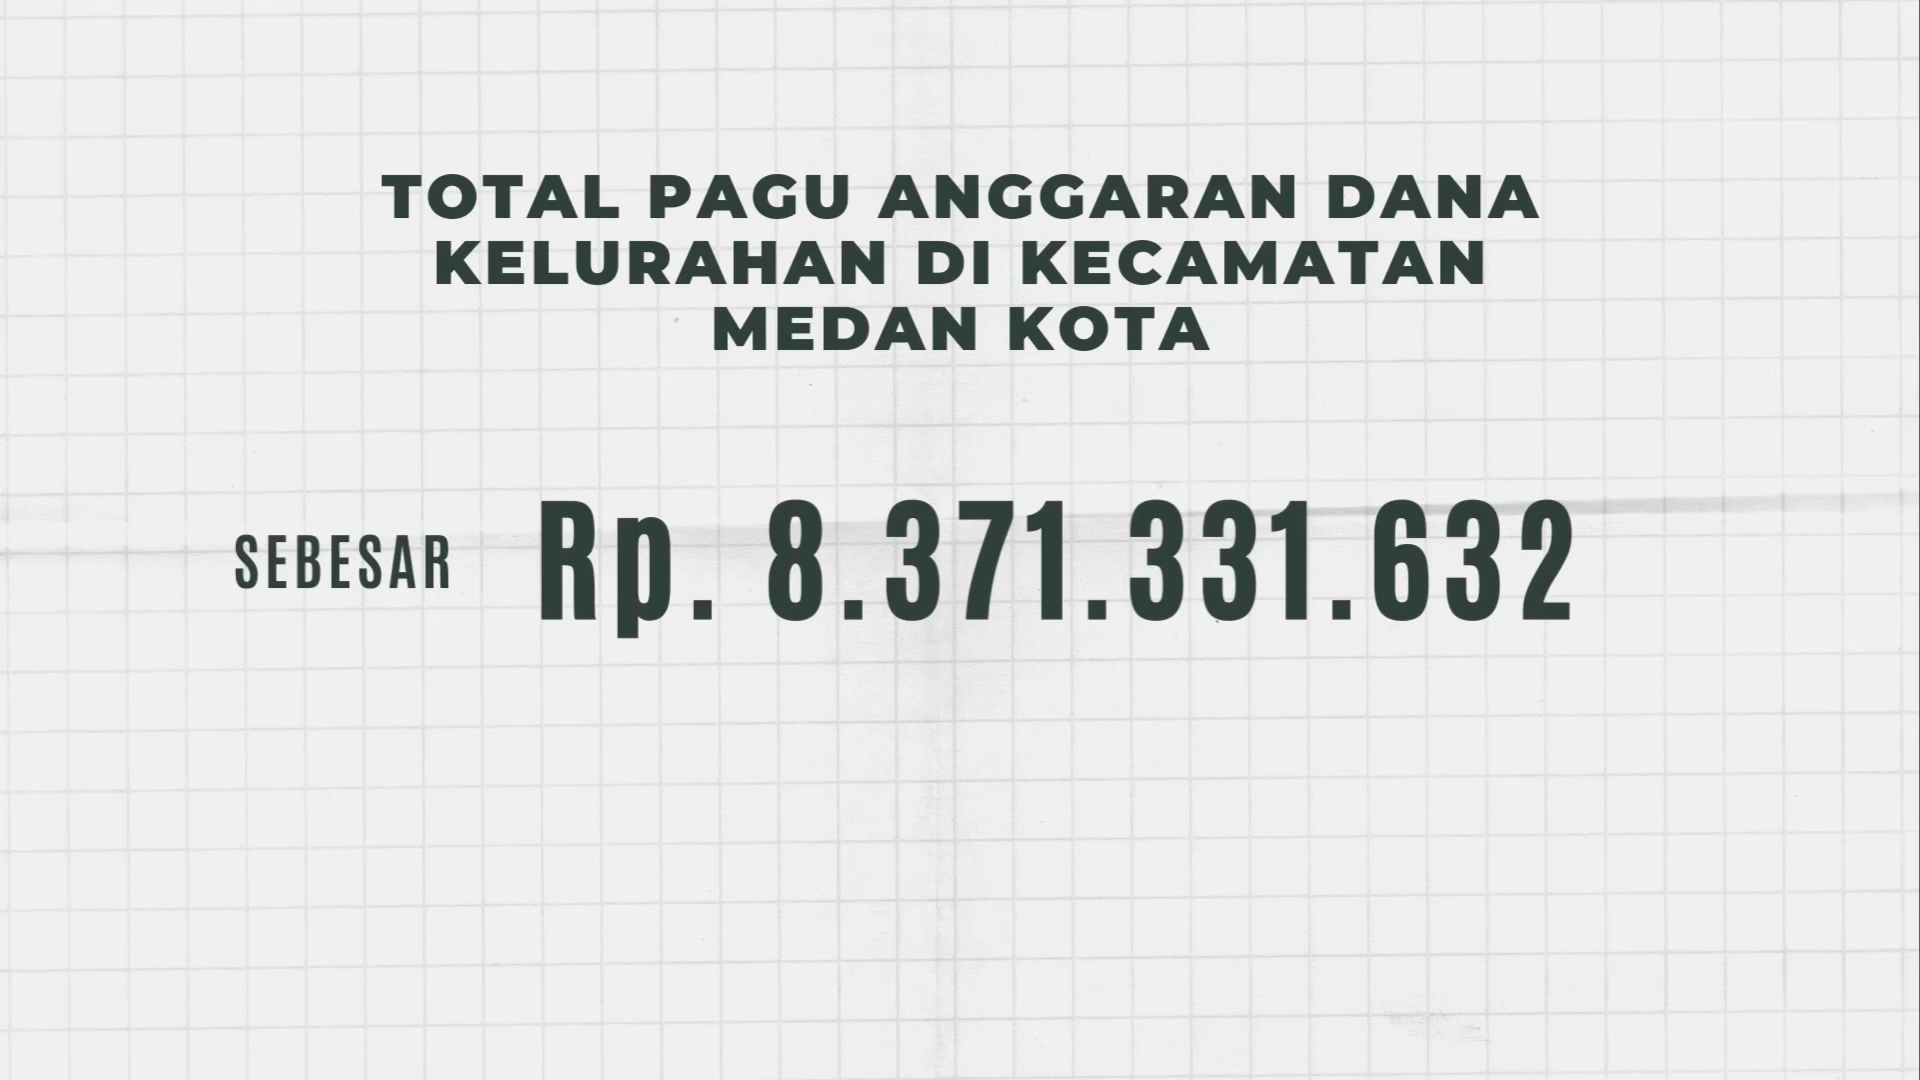 TOTAL PAGU ANGGARAN DANA
KELURAHAN DI KECAMATAN
MEDAN KOTA
SEBESAR Rp. 8.371.331.632